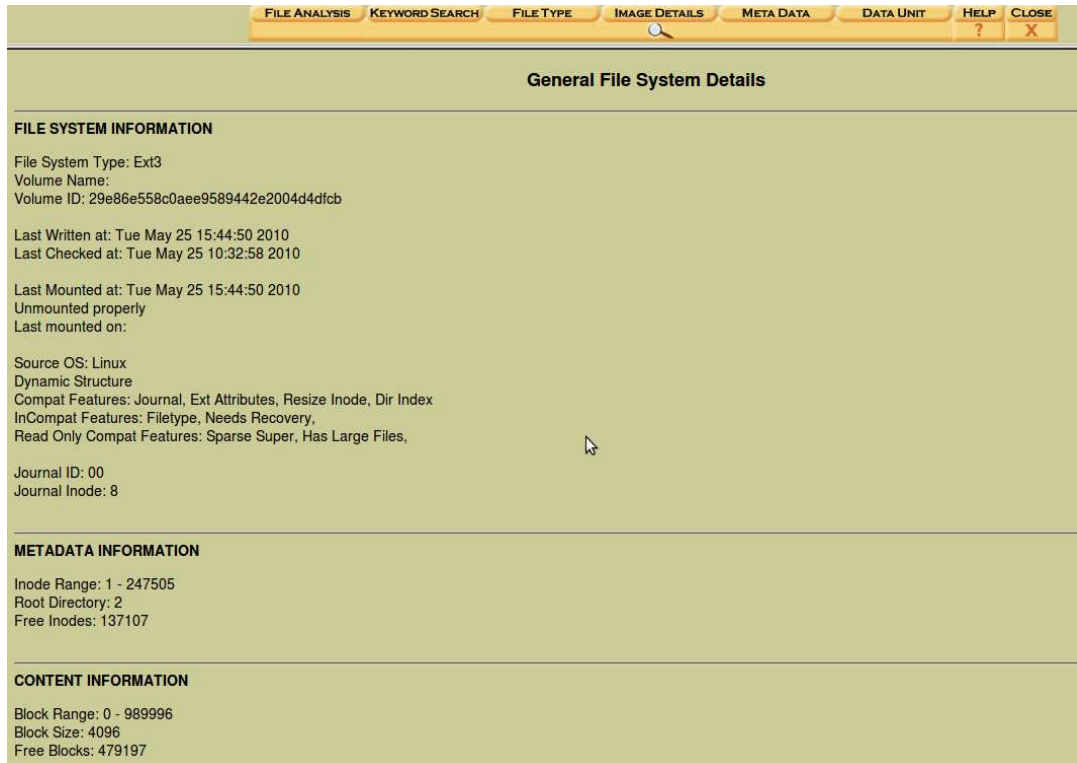 FILE ANALYSIS KEYWORD SEARCH FILE TYPE IMAGE DETAILS META DATA DATA UNIT HELP CLOSE
? X
General File System Details
FILE SYSTEM INFORMATION
File System Type: Ext3
Volume Name:
Volume ID: 29e86e558c0aee9589442e2004d4dfcb
Last Written at: Tue May 25 15:44:50 2010
Last Checked at: Tue May 25 10:32:58 2010
Last Mounted at: Tue May 25 15:44:50 2010
Unmounted properly
Last mounted on:
Source OS: Linux
Dynamic Structure
Compat Features: Journal, Ext Attributes, Resize Inode, Dir Index
InCompat Features: Filetype, Needs Recovery,
Read Only Compat Features: Sparse Super, Has Large Files,
Journal ID: 00
Journal Inode: 8
METADATA INFORMATION
Inode Range: 1 - 247505
Root Directory: 2
Free Inodes: 137107
CONTENT INFORMATION
Block Range: 0 - 989996
Block Size: 4096
Free Blocks: 479197